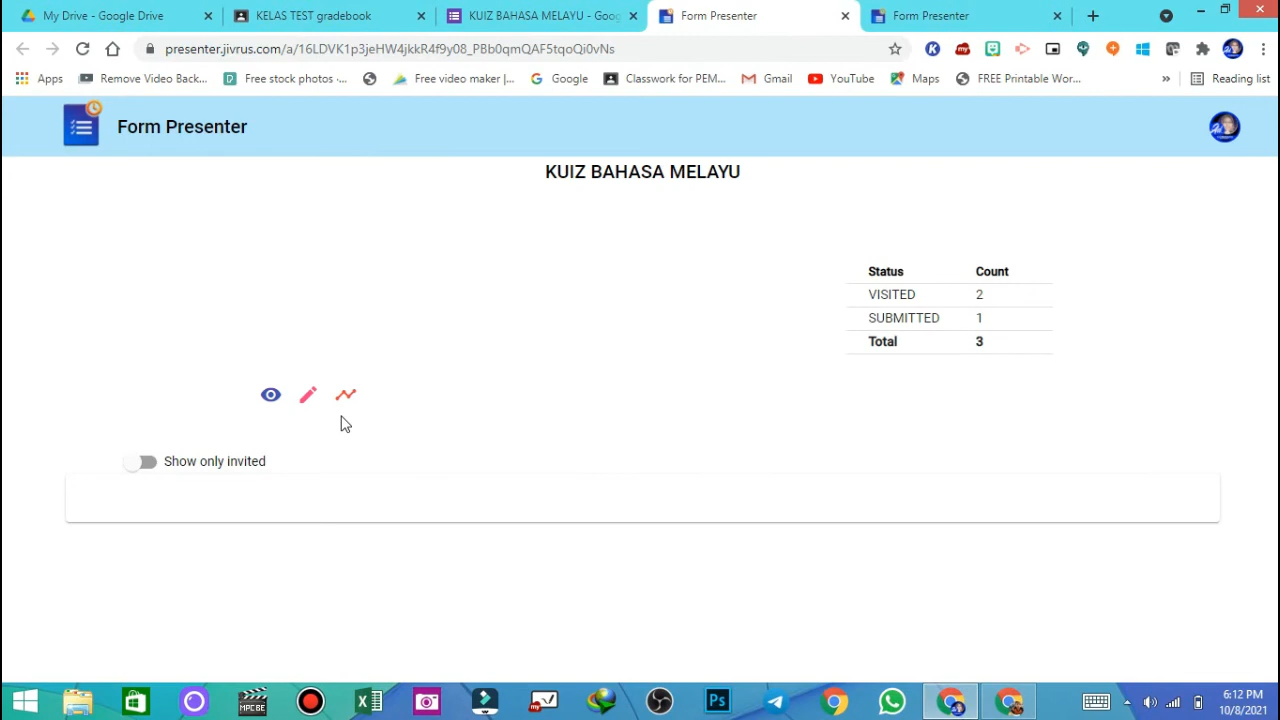 My Drive - Google Drive
KELAS TEST gradebook
KUIZ BAHASA MELAYU - Goog
Form Presenter
Form Presenter
presenter.jivrus.com/a/16LDVK1p3jeHW4jkkR4f9y08_PBb0qmQAF5tqoQi0vNs
Apps
Remove Video Back...
Free stock photos ·...
Free video maker |...
Google
Classwork for PEM...
Gmail
YouTube
Maps
FREE Printable Wor...
»
Reading list
Form Presenter
KUIZ BAHASA MELAYU
Status Count
VISITED 2
SUBMITTED 1
Total 3
Show only invited
6:12 PM
10/8/2021